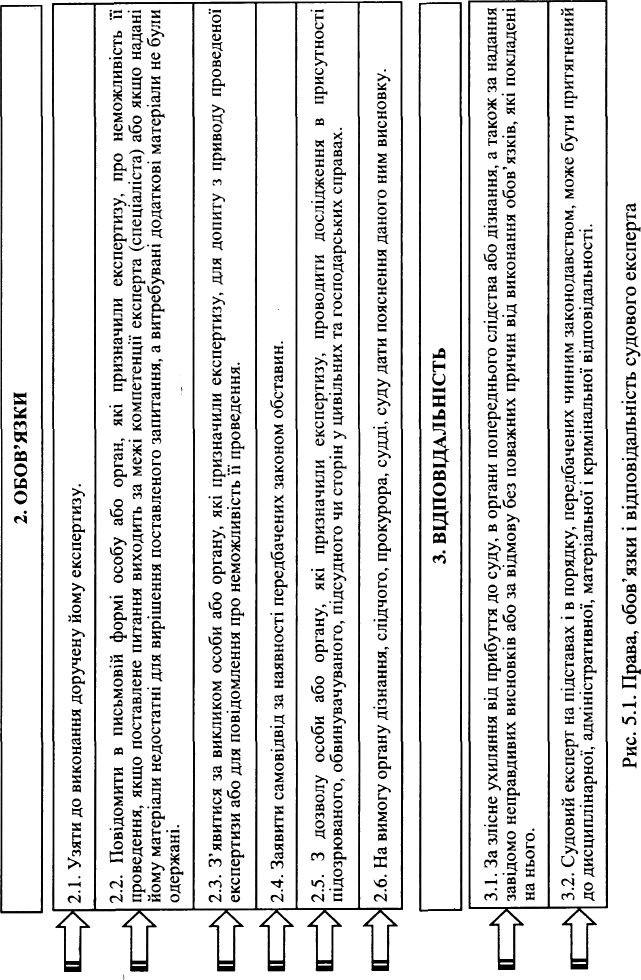 2. ОБОВ’ЯЗКИ
2.1. Узяти до виконання доручену йому експертизу.
2.2. Повідомити в письмовій формі особу або орган, які призначили експертизу, про неможливість її
проведення, якщо поставлене питання виходить за межі компетенції експерта (спеціаліста) або якщо надані
йому матеріали недостатні для вирішення поставленого запитання, а витребувані додаткові матеріали не були
одержані.
2.3. З’явитися за викликом особи або органу, які призначили експертизу, для допиту з приводу проведеної
експертизи або для повідомлення про неможливість її проведення.
2.4. Заявити самовідвід за наявності передбачених законом обставин.
2.5. З дозволу особи або органу, які призначили експертизу, проводити дослідження в присутності
підозрюваного, обвинувачуваного, підсудного чи сторін у цивільних та господарських справах.
2.6. На вимогу органу дізнання, слідчого, прокурора, судді, суду дати пояснення даного ним висновку.
3. ВІДПОВІДАЛЬНІСТЬ
3.1. За злісне ухиляння від прибуття до суду, в органи попереднього слідства або дізнання, а також за надання
завідомо неправдивих висновків або за відмову без поважних причин від виконання обов’язків, які покладені
на нього.
3.2. Судовий експерт на підставах і в порядку, передбачених чинним законодавством, може бути притягнений
до дисциплінарної, адміністративної, матеріальної і кримінальної відповідальності.
Рис. 5.1. Права, обов’язки і відповідальність судового експерта